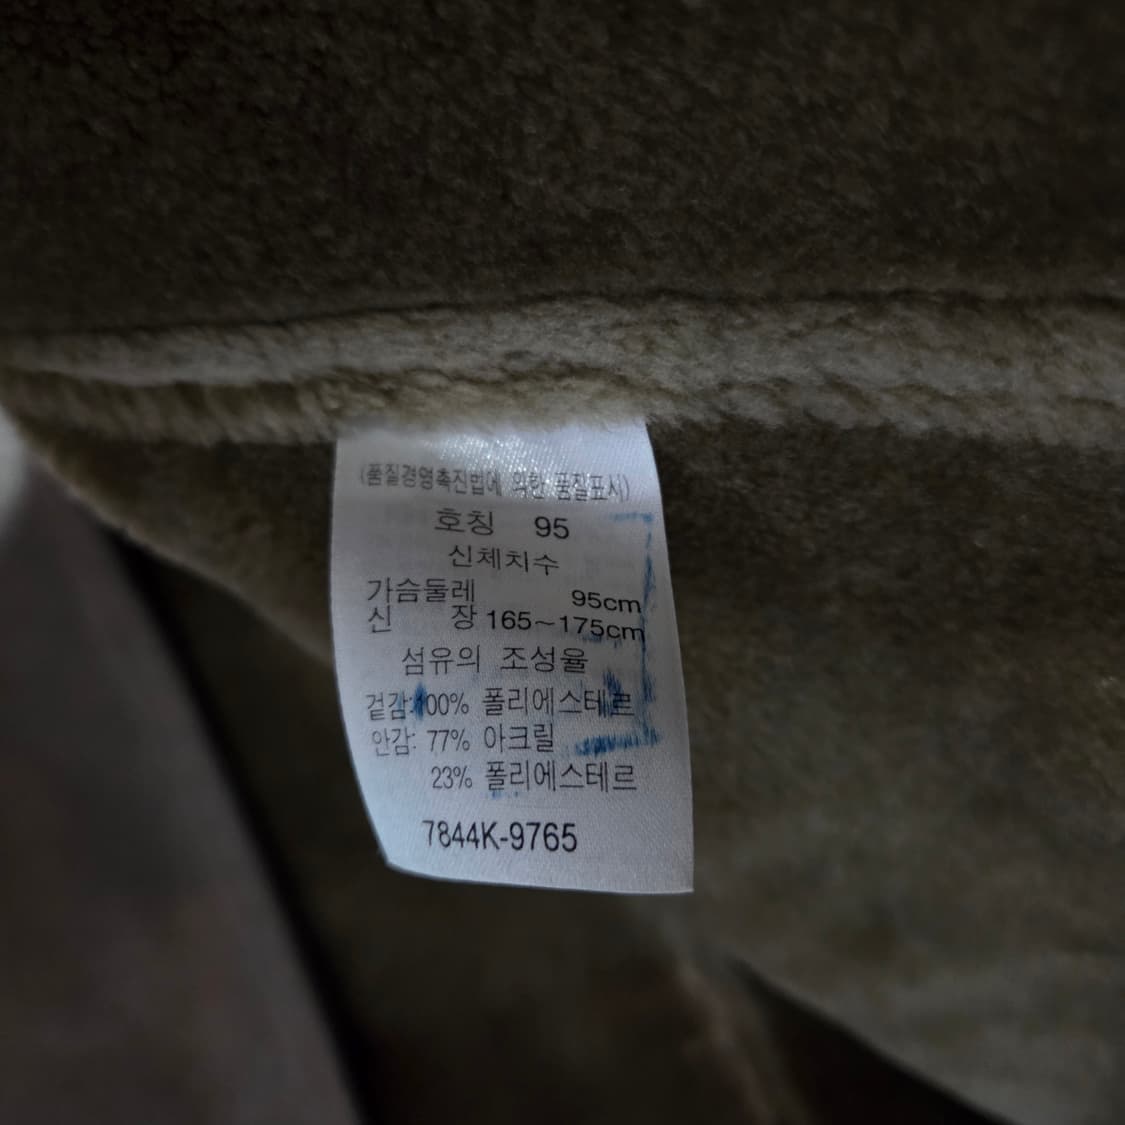 (품질경영촉진법에 의한 품질표시)
호칭 95
신체치수
가슴둘레 95cm
신 장 165~175cm
섬유의 조성율
겉감: 100% 폴리에스테르
안감: 77% 아크릴
23% 폴리에스테르
7844K-9765